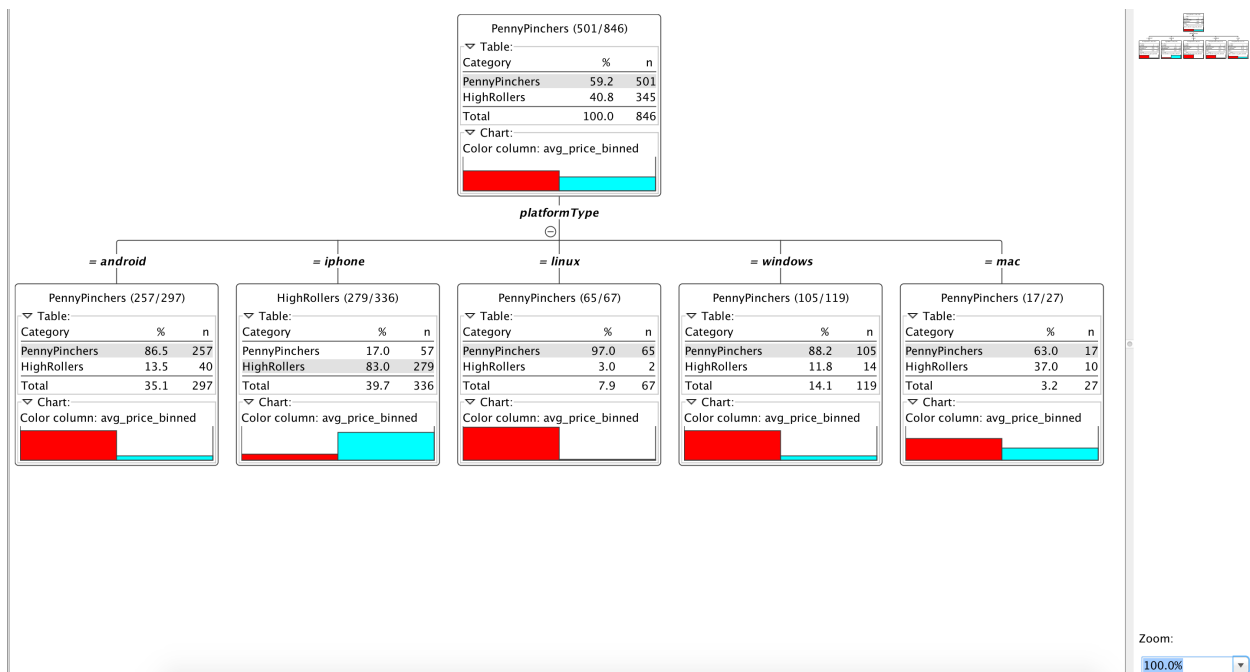 PennyPinchers (501/846)
Table:
Category % n
PennyPinchers 59.2 501
HighRollers 40.8 345
Total 100.0 846
Chart:
Color column: avg_price_binned
platformType
= android
PennyPinchers (257/297)
Table:
Category % n
PennyPinchers 86.5 257
HighRollers 13.5 40
Total 35.1 297
Chart:
Color column: avg_price_binned
= iphone
HighRollers (279/336)
Table:
Category % n
PennyPinchers 17.0 57
HighRollers 83.0 279
Total 39.7 336
Chart:
Color column: avg_price_binned
= linux
PennyPinchers (65/67)
Table:
Category % n
PennyPinchers 97.0 65
HighRollers 3.0 2
Total 7.9 67
Chart:
Color column: avg_price_binned
= windows
PennyPinchers (105/119)
Table:
Category % n
PennyPinchers 88.2 105
HighRollers 11.8 14
Total 14.1 119
Chart:
Color column: avg_price_binned
= mac
PennyPinchers (17/27)
Table:
Category % n
PennyPinchers 63.0 17
HighRollers 37.0 10
Total 3.2 27
Chart:
Color column: avg_price_binned
Zoom:
100.0%